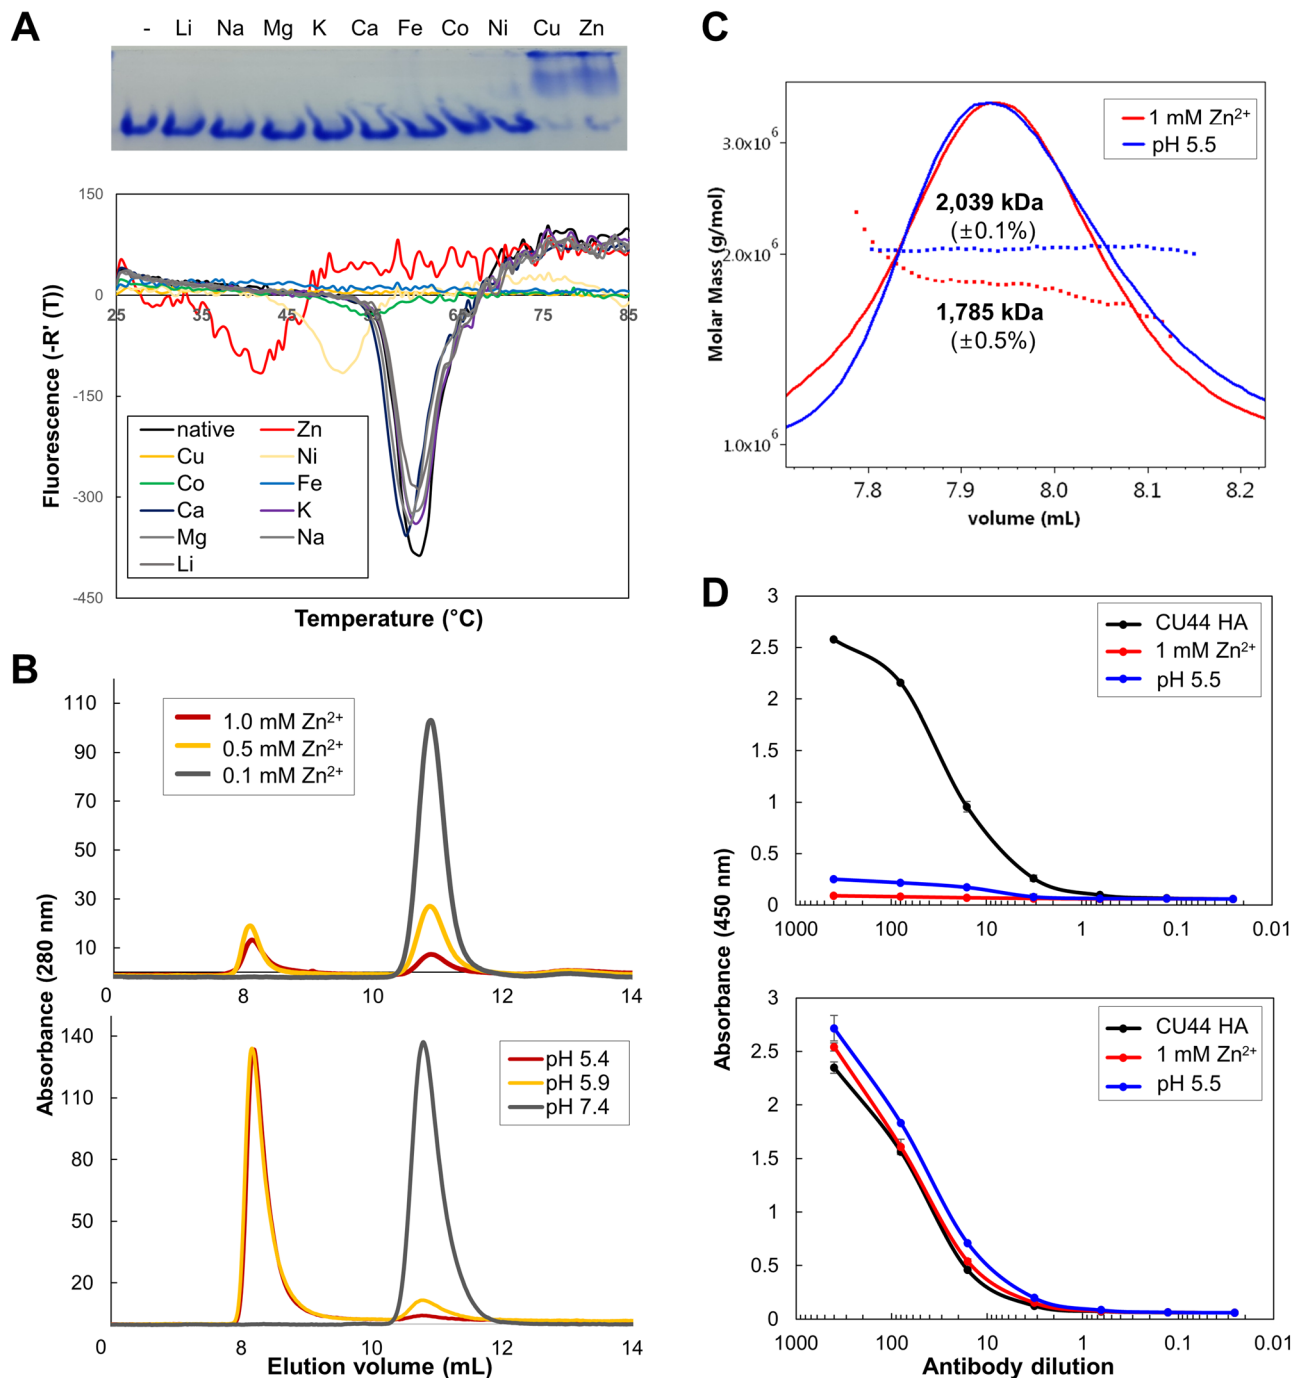 A
- Li Na Mg K Ca Fe Co Ni Cu Zn
150
0
-150
-300
-450
25 35 45 55 65 75 85
Fluorescence (-R' (T))
native Zn
Cu Ni
Co Fe
Ca K
Mg Na
Li
Temperature (°C)
B
110
90
70
50
30
10
1.0 mM Zn²⁺
0.5 mM Zn²⁺
0.1 mM Zn²⁺
0 8 10 12 14
Absorbance (280 nm)
140
110
80
50
20
pH 5.4
pH 5.9
pH 7.4
0 8 10 12 14
Elution volume (mL)
C
Molar Mass (g/mol)
3.0x10⁶
2.0x10⁶
1.0x10⁶
1 mM Zn²⁺
pH 5.5
2,039 kDa
(±0.1%)
1,785 kDa
(±0.5%)
7.8 7.9 8.0 8.1 8.2
volume (mL)
D
3
2.5
2
1.5
1
0.5
0
CU44 HA
1 mM Zn²⁺
pH 5.5
1000 100 10 1 0.1 0.01
Absorbance (450 nm)
3
2.5
2
1.5
1
0.5
0
CU44 HA
1 mM Zn²⁺
pH 5.5
1000 100 10 1 0.1 0.01
Antibody dilution